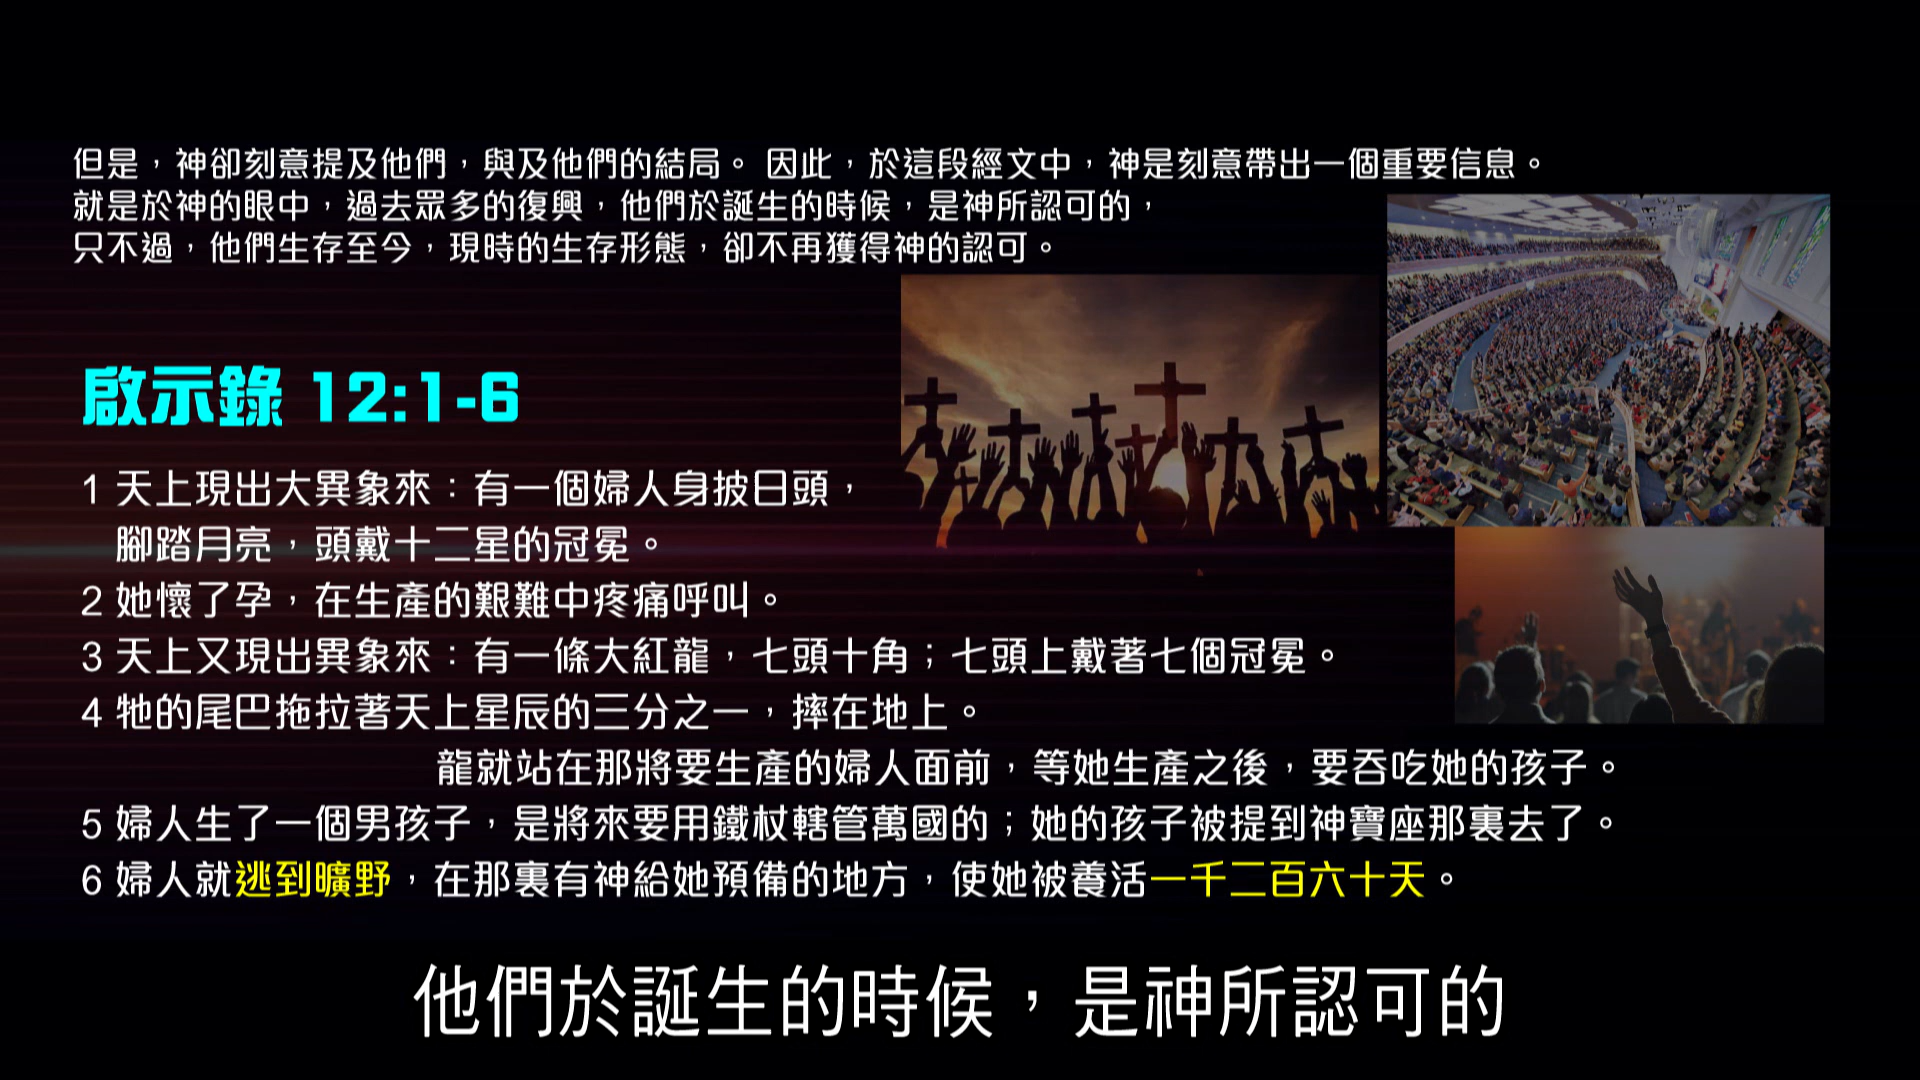 但是，神卻刻意提及他們，與及他們的結局。 因此，於這段經文中，神是刻意帶出一個重要信息。
就是於神的眼中，過去眾多的復興，他們於誕生的時候，是神所認可的，
只不過，他們生存至今，現時的生存形態，卻不再獲得神的認可。
啟示錄 12:1-6
1 天上現出大異象來：有一個婦人身披日頭，
腳踏月亮，頭戴十二星的冠冕。
2 她懷了孕，在生產的艱難中疼痛呼叫。
3 天上又現出異象來：有一條大紅龍，七頭十角；七頭上戴著七個冠冕。
4 牠的尾巴拖拉著天上星辰的三分之一，摔在地上。
龍就站在那將要生產的婦人面前，等她生產之後，要吞吃她的孩子。
5 婦人生了一個男孩子，是將來要用鐵杖轄管萬國的；她的孩子被提到神寶座那裏去了。
6 婦人就逃到曠野，在那裏有神給她預備的地方，使她被養活一千二百六十天。
他們於誕生的時候，是神所認可的